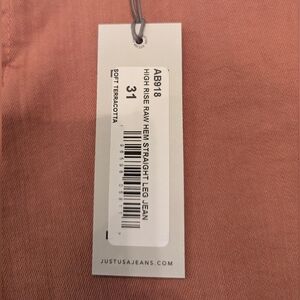 AB918
HIGH RISE RAW HEM STRAIGHT LEG JEAN
31
SOFT TERRACOTTA
JUSTUSAJEANS.COM